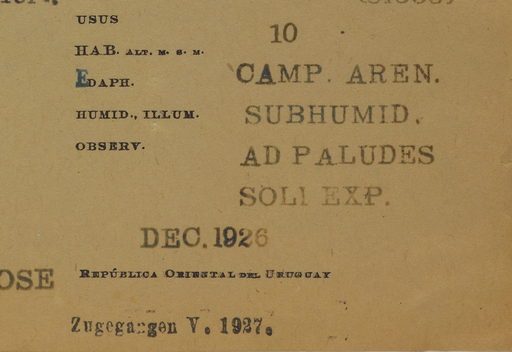 USUS
HAB. ALT. M. S. M. 10
EDAPH. CAMP. AREN.
HUMID., ILLUM. SUBHUMID.
OBSERV. AD PALUDES
SOLI EXP.
DEC. 1926
OSE REPÚBLICA ORIENTAL DEL URUGUAY
Zugegangen V. 1927.